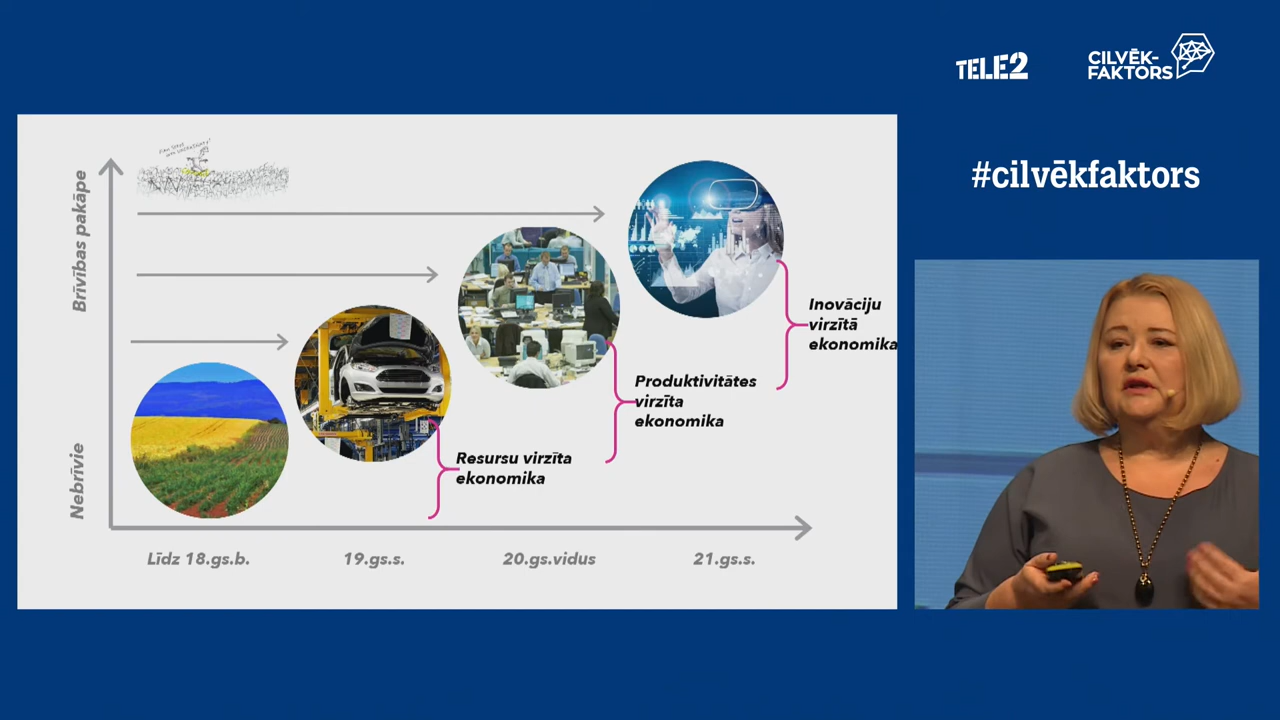 TELE2
CILVĒK-
FAKTORS
#cilvēkfaktors
Brīvības pakāpe
Nebrīvie
Inovāciju
virzītā
ekonomika
Produktivitātes
virzīta
ekonomika
Resursu virzīta
ekonomika
Līdz 18.gs.b.
19.gs.s.
20.gs.vidus
21.gs.s.